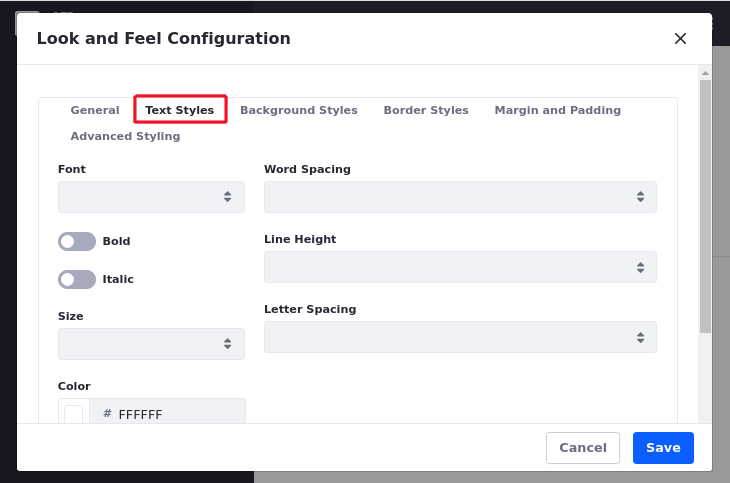 Look and Feel Configuration
General Text Styles Background Styles Border Styles Margin and Padding
Advanced Styling
Font Word Spacing
Bold Line Height
Italic
Size Letter Spacing
Color
# FFFFFF
Cancel Save